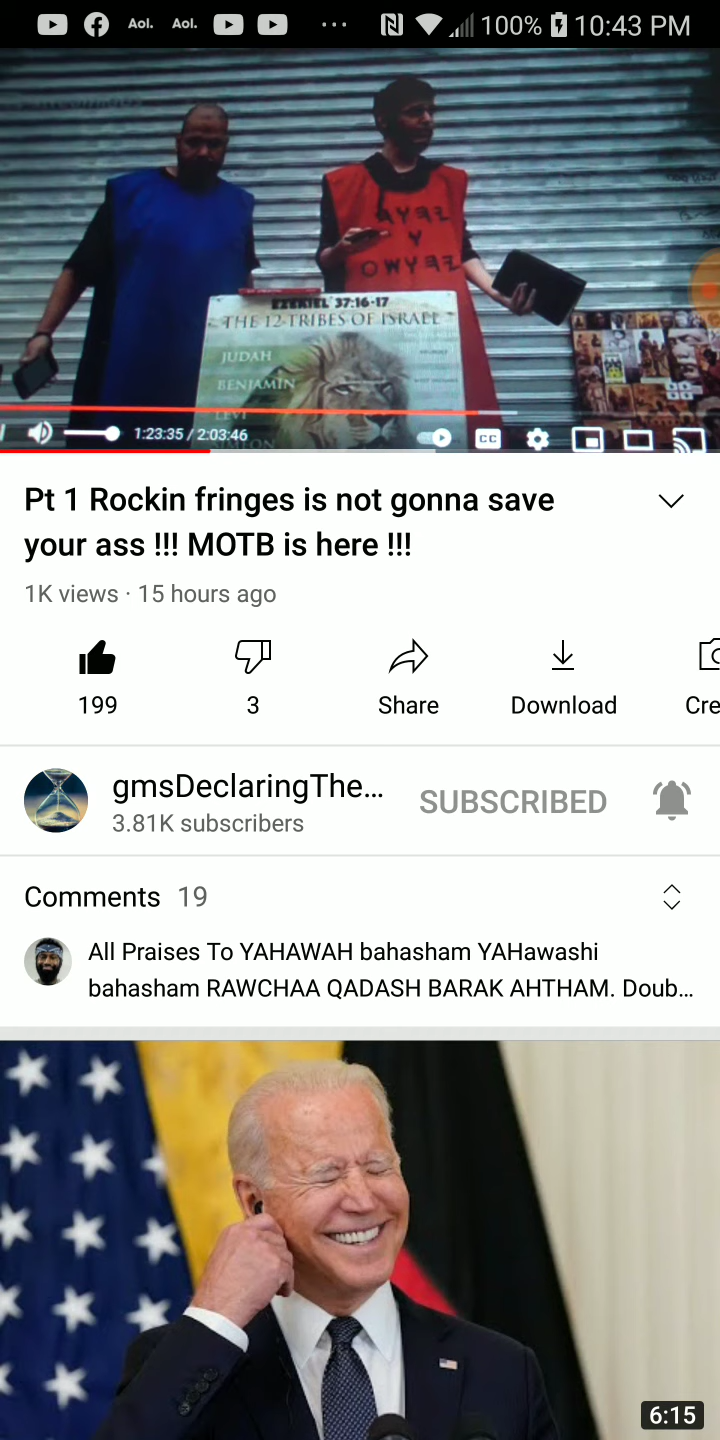 Aol. Aol. 100% 10:43 PM
EZEKIEL 37:16-17
THE 12 TRIBES OF ISRAEL
JUDAH
BENJAMIN
LEVI
SIMEON
1:23:35 / 2:03:46
CC
Pt 1 Rockin fringes is not gonna save
your ass !!! MOTB is here !!!
1K views · 15 hours ago
199 3 Share Download Cre
gmsDeclaringThe... SUBSCRIBED
3.81K subscribers
Comments 19
All Praises To YAHAWAH bahasham YAHawashi
bahasham RAWCHAA QADASH BARAK AHTHAM. Doub...
6:15